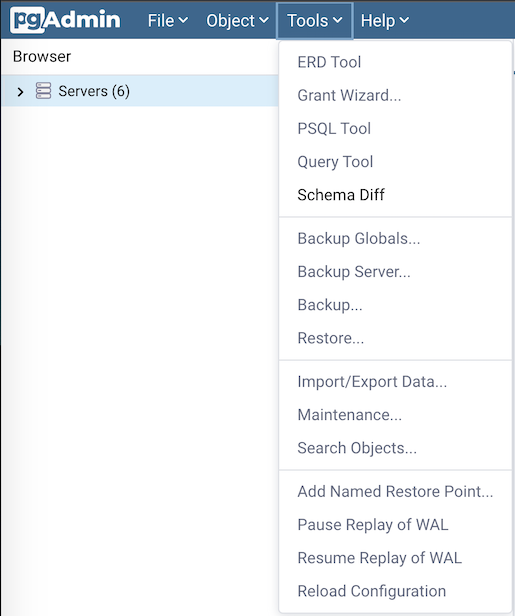 pgAdmin File Object Tools Help
Browser
Servers (6)
ERD Tool
Grant Wizard...
PSQL Tool
Query Tool
Schema Diff
Backup Globals...
Backup Server...
Backup...
Restore...
Import/Export Data...
Maintenance...
Search Objects...
Add Named Restore Point...
Pause Replay of WAL
Resume Replay of WAL
Reload Configuration